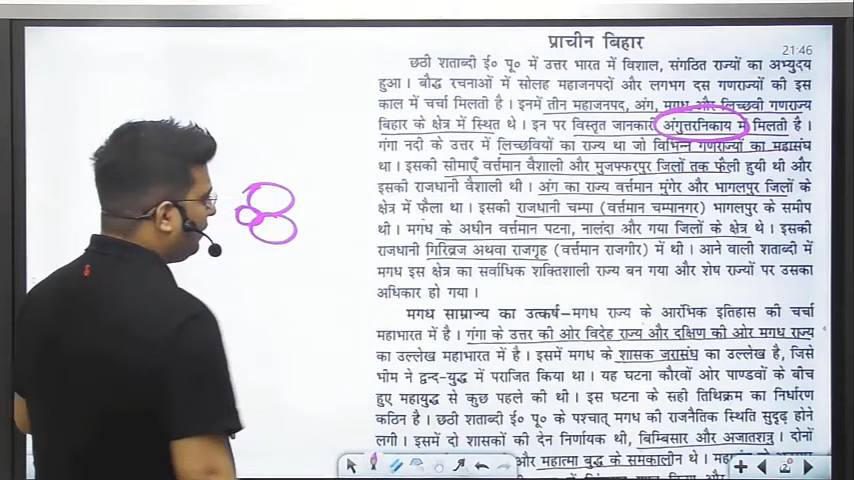 प्राचीन बिहार
21:46
छठी शताब्दी ई० पू० में उत्तर भारत में विशाल, संगठित राज्यों का अभ्युदय
हुआ । बौद्ध रचनाओं में सोलह महाजनपदों और लगभग दस गणराज्यों की इस
काल में चर्चा मिलती है । इनमें तीन महाजनपद, अंग, मगध और लिच्छवी गणराज्य
बिहार के क्षेत्र में स्थित थे । इन पर विस्तृत जानकारी अंगुत्तरनिकाय में मिलती है ।
गंगा नदी के उत्तर में लिच्छवियों का राज्य था जो विभिन्न गणराज्यों का महासंघ
था । इसकी सीमाएँ वर्त्तमान वैशाली और मुजफ्फरपुर जिलों तक फैली हुयी थी और
इसकी राजधानी वैशाली थी । अंग का राज्य वर्त्तमान मुंगेर और भागलपुर जिलों के
क्षेत्र में फैला था । इसकी राजधानी चम्पा (वर्त्तमान चम्पानगर) भागलपुर के समीप
थी । मगध के अधीन वर्त्तमान पटना, नालंदा और गया जिलों के क्षेत्र थे । इसकी
राजधानी गिरिव्रज अथवा राजगृह (वर्त्तमान राजगीर) में थी । आने वाली शताब्दी में
मगध इस क्षेत्र का सर्वाधिक शक्तिशाली राज्य बन गया और शेष राज्यों पर उसका
अधिकार हो गया ।
मगध साम्राज्य का उत्कर्ष–मगध राज्य के आरंभिक इतिहास की चर्चा
महाभारत में है । गंगा के उत्तर की ओर विदेह राज्य और दक्षिण की ओर मगध राज्य
का उल्लेख महाभारत में है । इसमें मगध के शासक जरासंध का उल्लेख है, जिसे
भीम ने द्वन्द-युद्ध में पराजित किया था । यह घटना कौरवों ओर पाण्डवों के बीच
हुए महायुद्ध से कुछ पहले की थी । इस घटना के सही तिथिक्रम का निर्धारण
कठिन है । छठी शताब्दी ई० पू० के पश्चात् मगध की राजनैतिक स्थिति सुदृढ़ होने
लगी । इसमें दो शासकों की देन निर्णायक थी, बिम्बिसार और अजातशत्रु । दोनों
और महात्मा बुद्ध के समकालीन थे ।
2